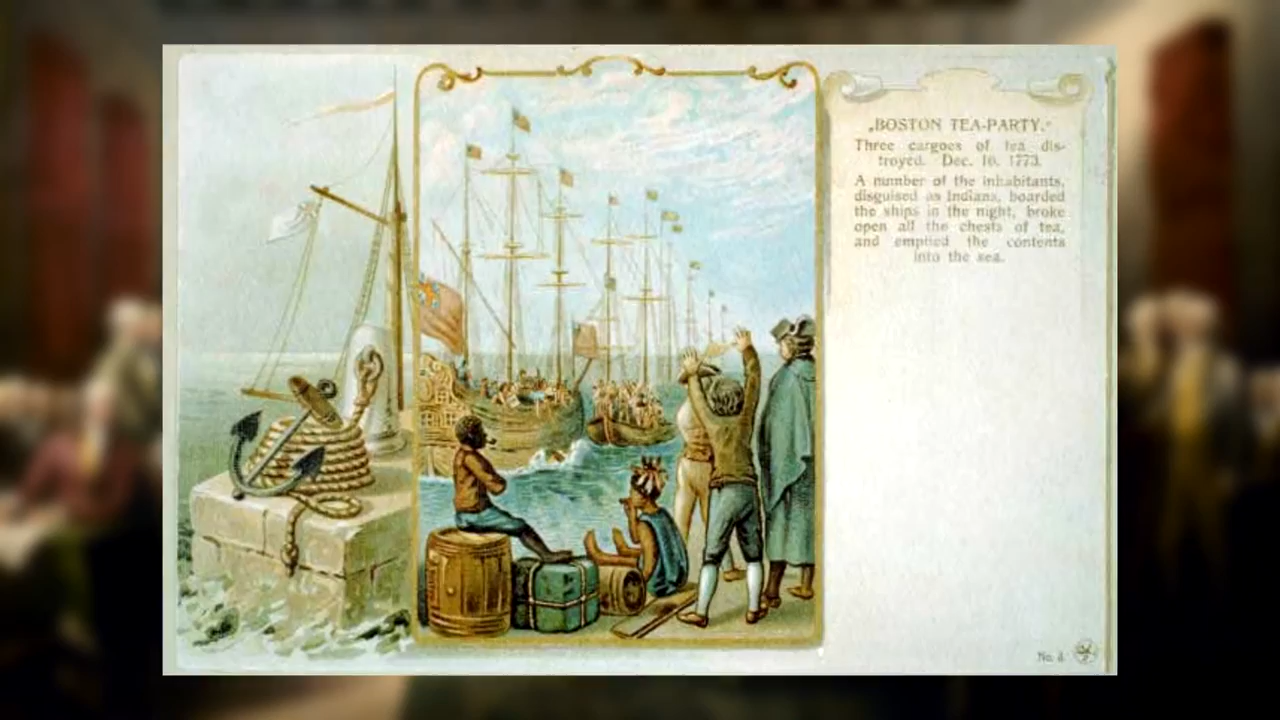 „BOSTON TEA-PARTY."
Three cargoes of tea des-
troyed. Dec. 16. 1773.
A number of the inhabitants,
disguised as Indians, boarded
the ships in the night, broke
open all the chests of tea,
and emptied the contents
into the sea.
No.